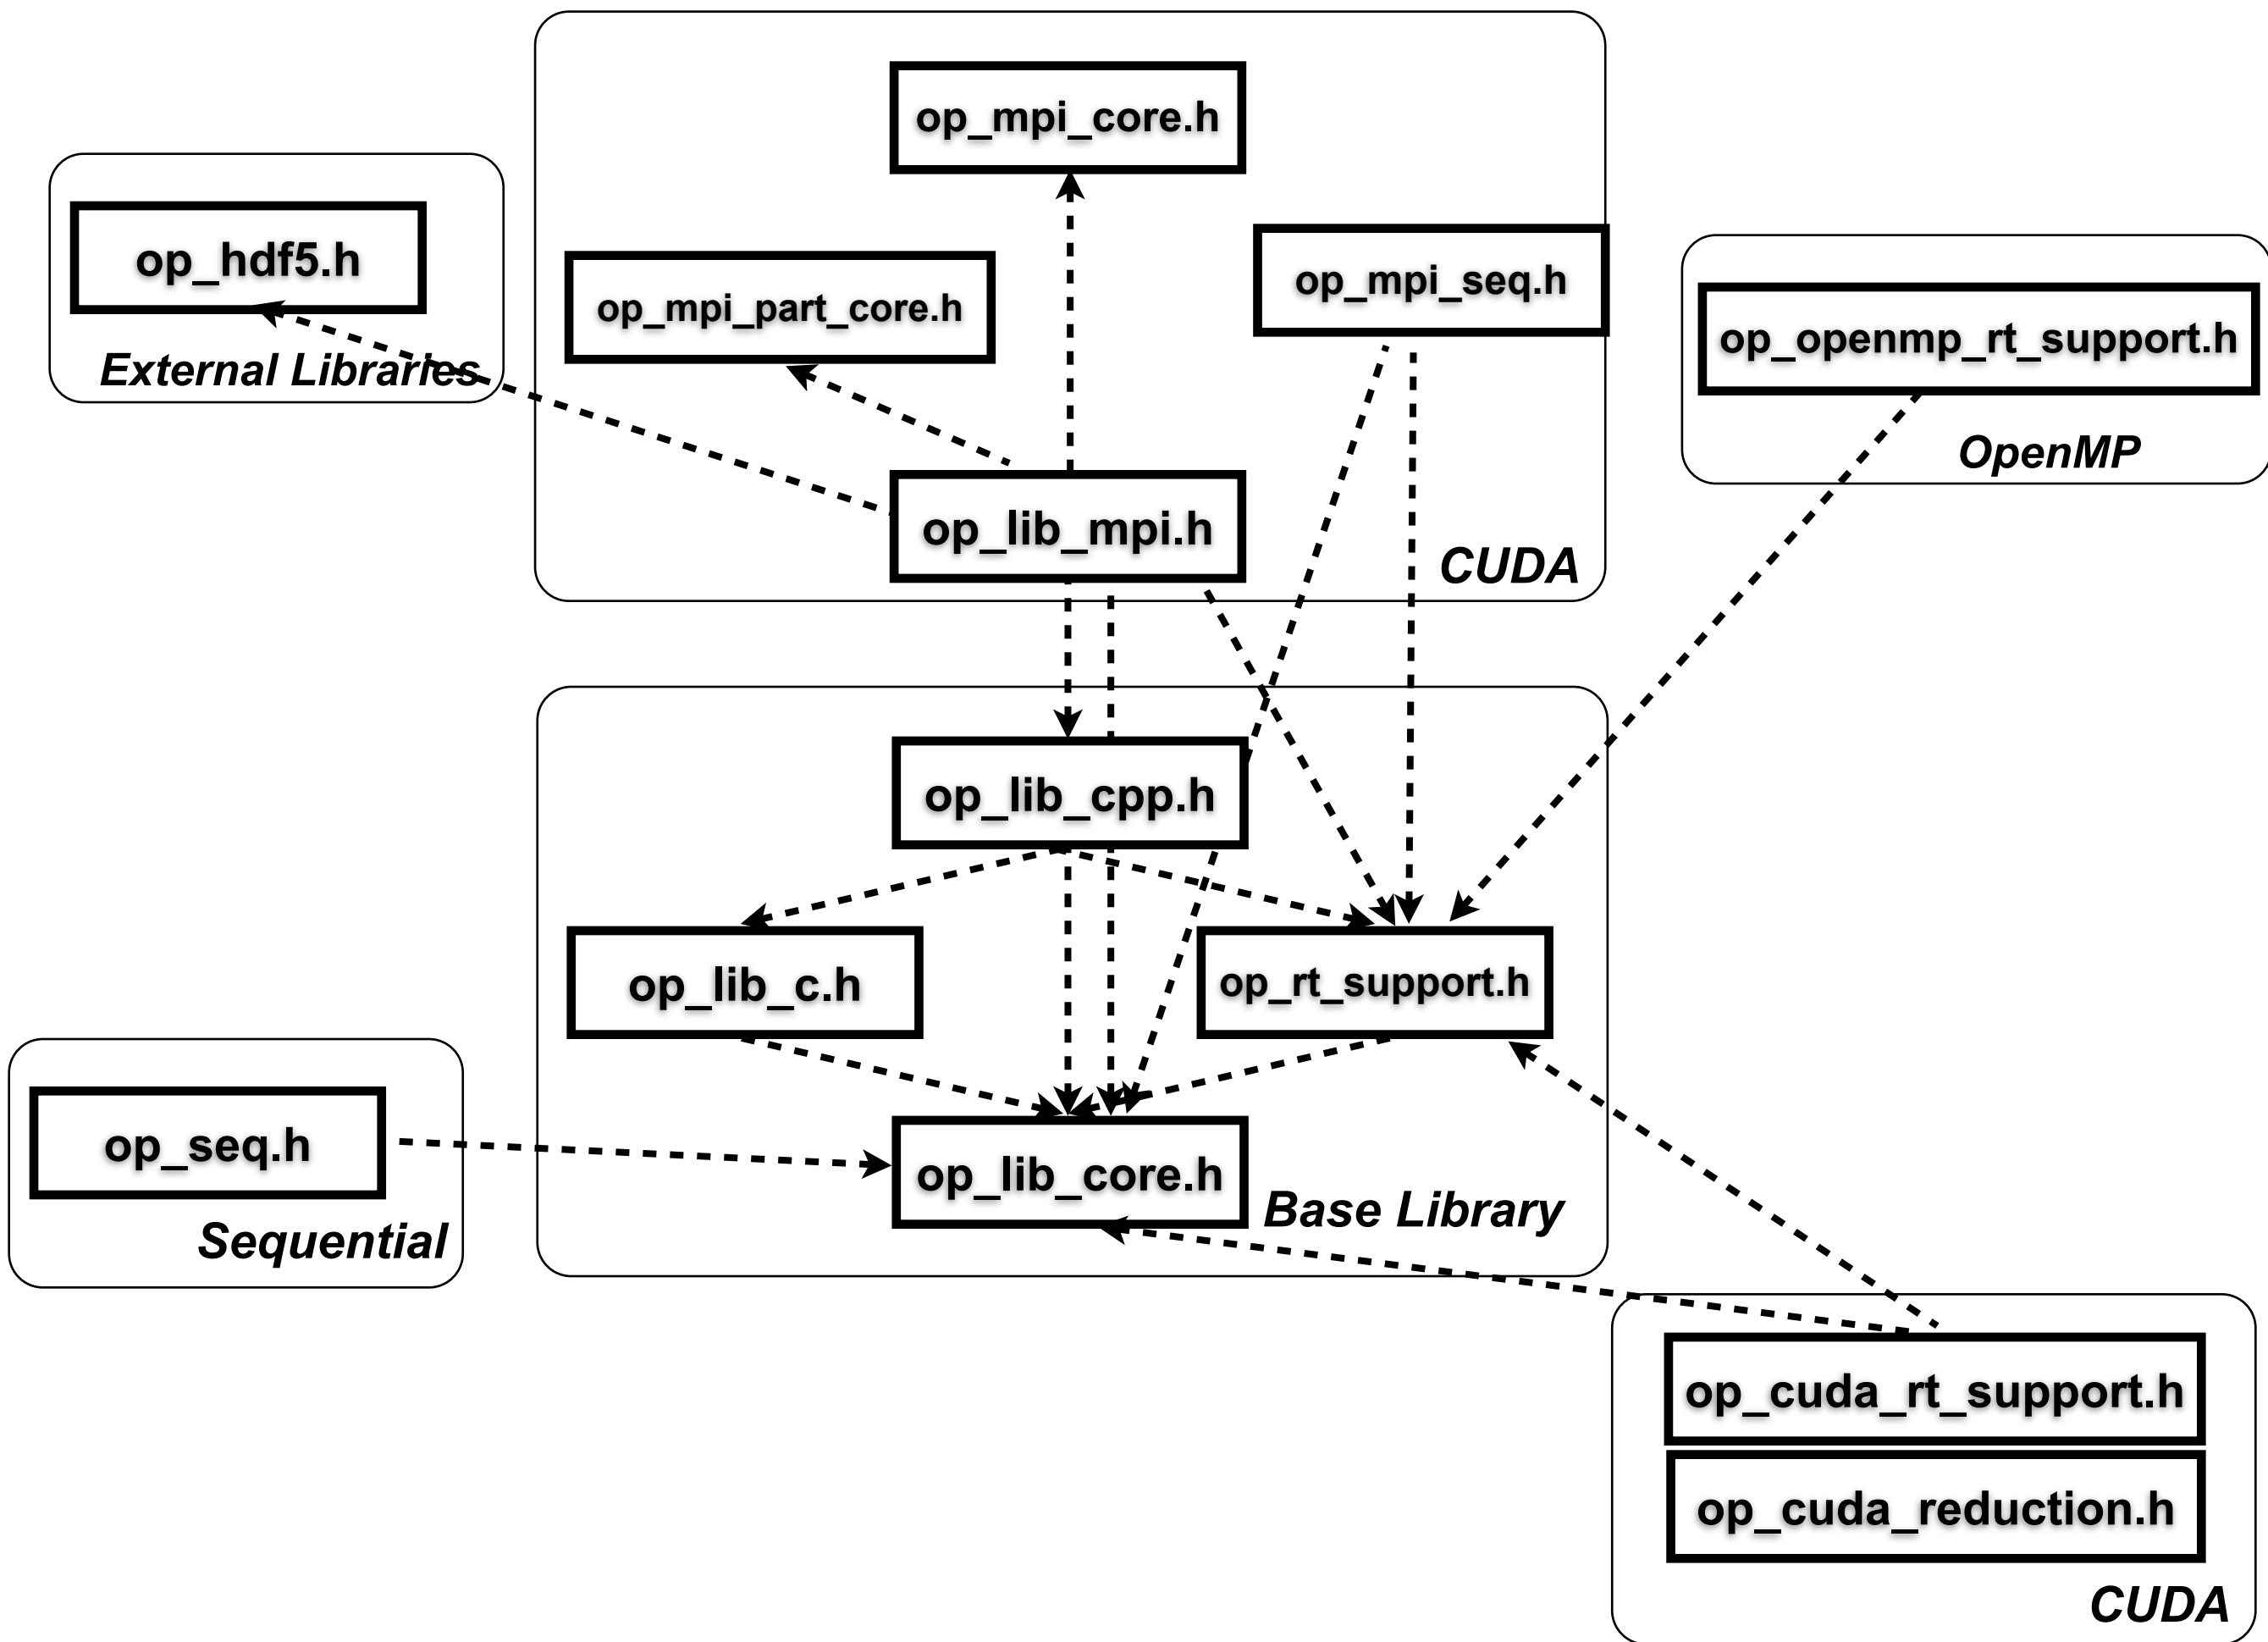 op_mpi_core.h
op_hdf5.h
External Libraries
op_mpi_part_core.h
op_mpi_seq.h
op_lib_mpi.h
CUDA
op_openmp_rt_support.h
OpenMP
op_lib_cpp.h
op_lib_c.h
op_rt_support.h
op_seq.h
Sequential
op_lib_core.h
Base Library
op_cuda_rt_support.h
op_cuda_reduction.h
CUDA